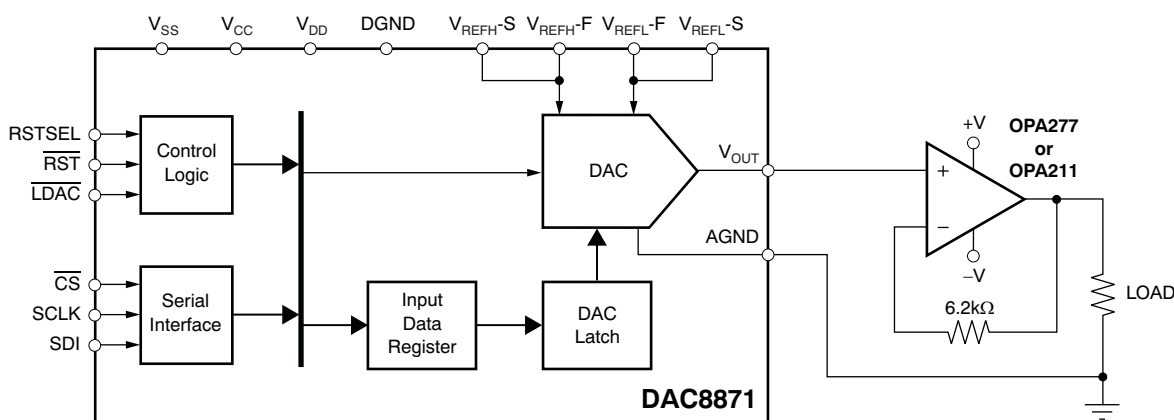 VSS VCC VDD DGND VREFH-S VREFH-F VREFL-F VREFL-S
RSTSEL
RST
LDAC
Control
Logic
DAC
VOUT
AGND
+V
OPA277
or
OPA211
+
−
−V
6.2kΩ
LOAD
CS
SCLK
SDI
Serial
Interface
Input
Data
Register
DAC
Latch
DAC8871